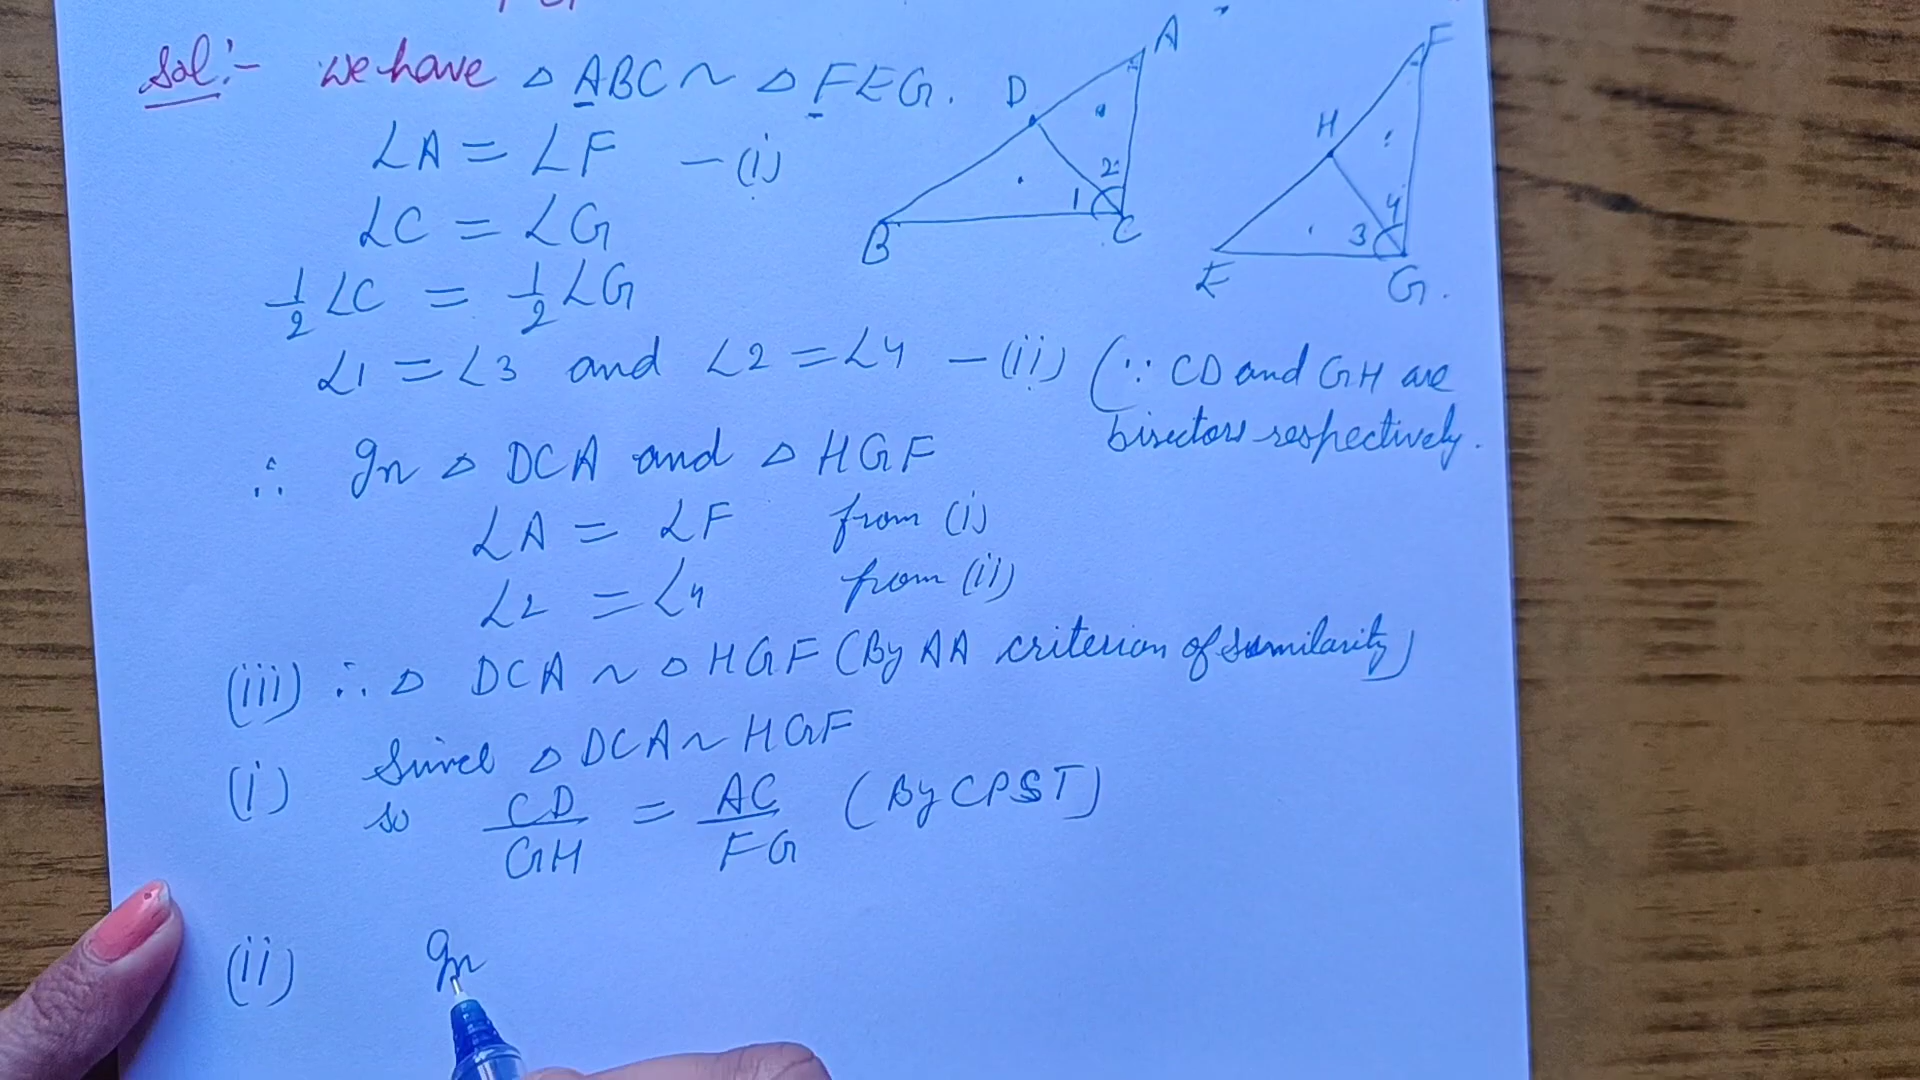 Sol:- We have △ ABC ~ △ FEG.
∠A = ∠F -(i)
∠C = ∠G
1/2 ∠C = 1/2 ∠G
∠1 = ∠3 and ∠2 = ∠4 -(ii) (∵ CD and GH are
bisectors respectively.
∴ In △ DCA and △ HGF
∠A = ∠F from (i)
∠2 = ∠4 from (ii)
(iii) ∴ △ DCA ~ △ HGF (By AA criterion of similarity)
(i) Since △ DCA ~ HGF
so CD/GH = AC/FG (By CPST)
(ii) In
A
D
2
1
B
C
F
H
4
3
E
G.